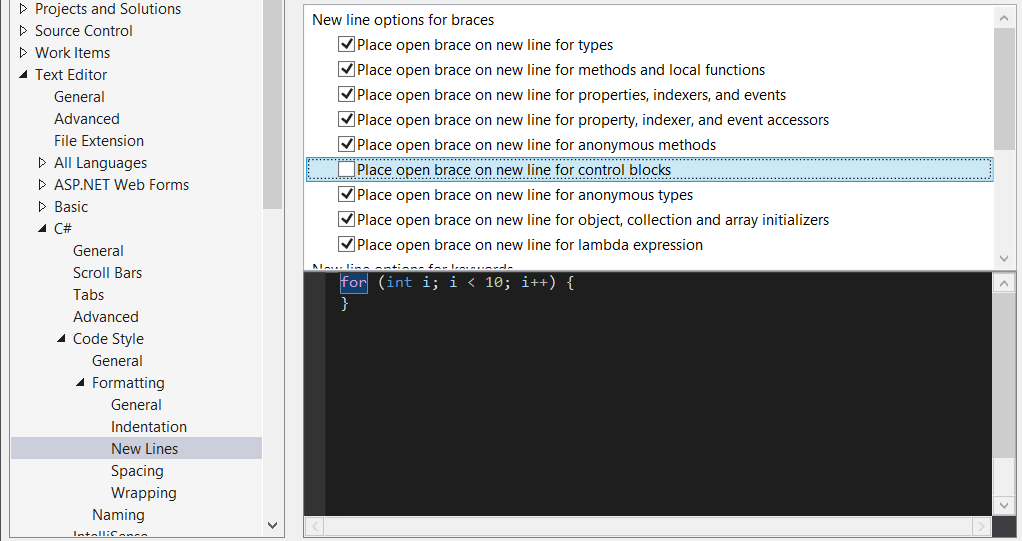 Projects and Solutions
Source Control
Work Items
Text Editor
General
Advanced
File Extension
All Languages
ASP.NET Web Forms
Basic
C#
General
Scroll Bars
Tabs
Advanced
Code Style
General
Formatting
General
Indentation
New Lines
Spacing
Wrapping
Naming
IntelliSense
New line options for braces
Place open brace on new line for types
Place open brace on new line for methods and local functions
Place open brace on new line for properties, indexers, and events
Place open brace on new line for property, indexer, and event accessors
Place open brace on new line for anonymous methods
Place open brace on new line for control blocks
Place open brace on new line for anonymous types
Place open brace on new line for object, collection and array initializers
Place open brace on new line for lambda expression
New line options for keywords
for (int i; i < 10; i++) {
}